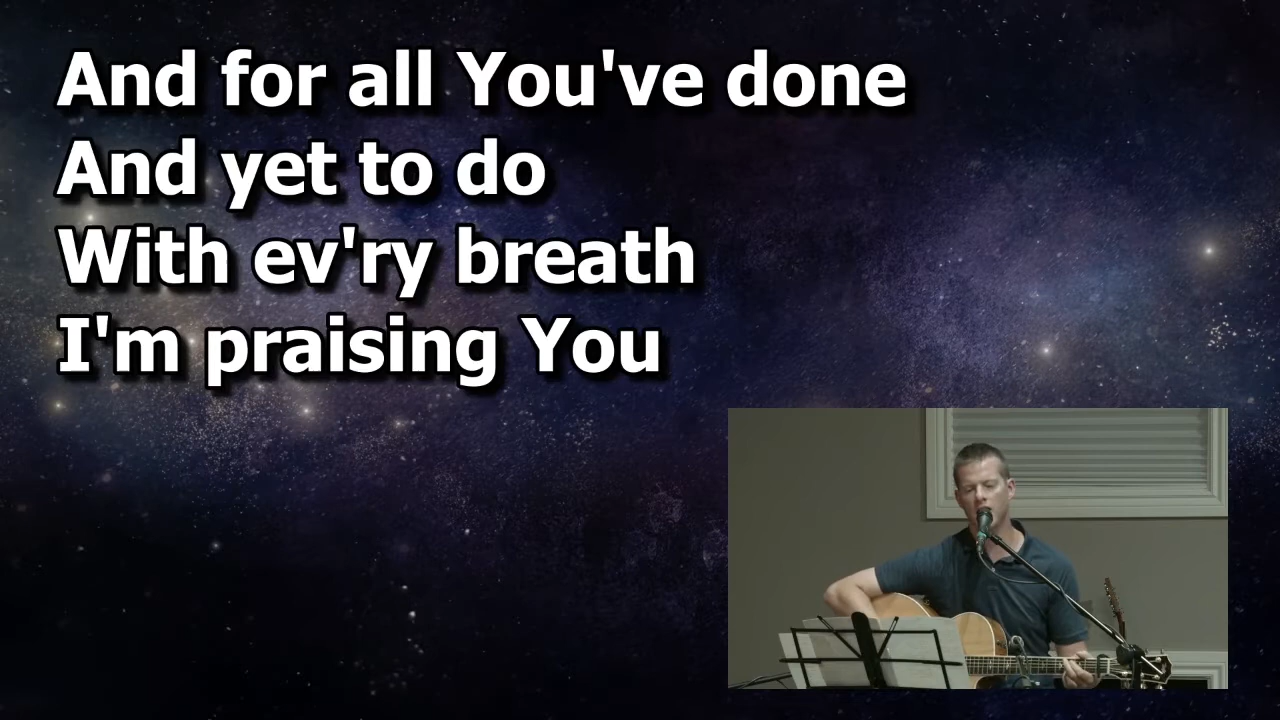 And for all You've done
And yet to do
With ev'ry breath
I'm praising You